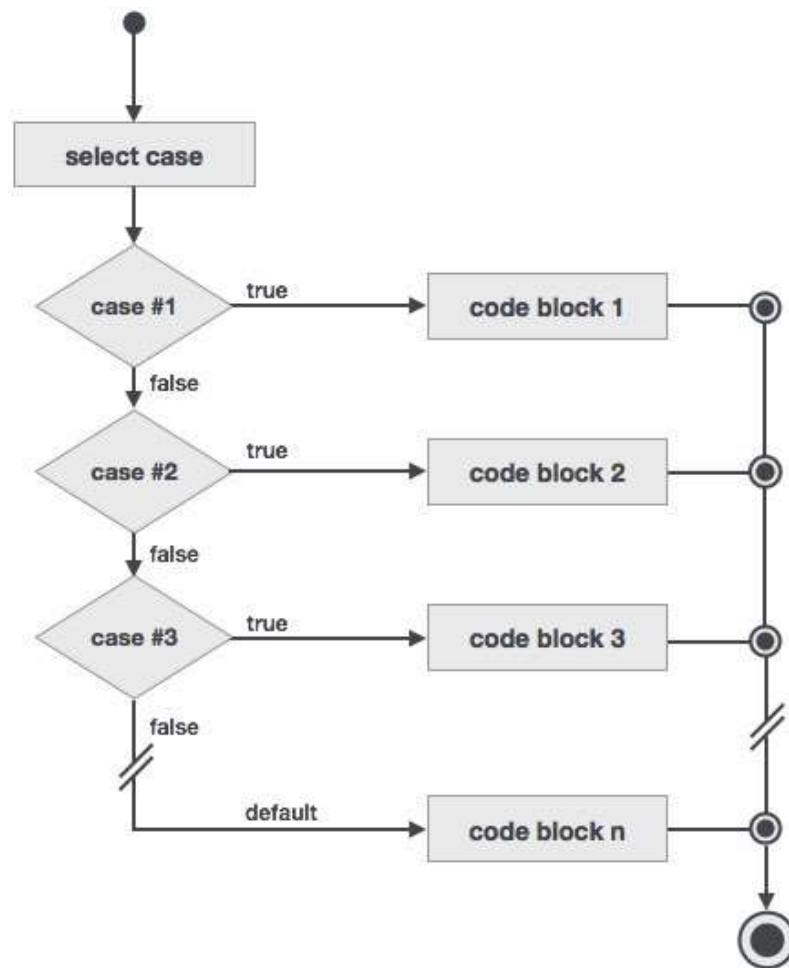 select case
case #1
true
code block 1
false
case #2
true
code block 2
false
case #3
true
code block 3
false
default
code block n